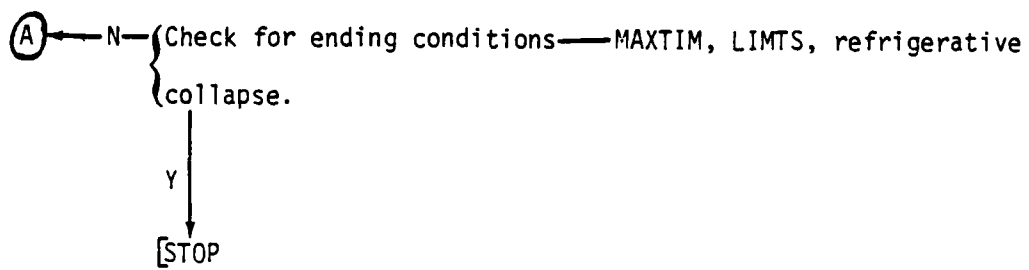 A N Check for ending conditions MAXTIM, LIMTS, refrigerative
collapse.
Y
[STOP